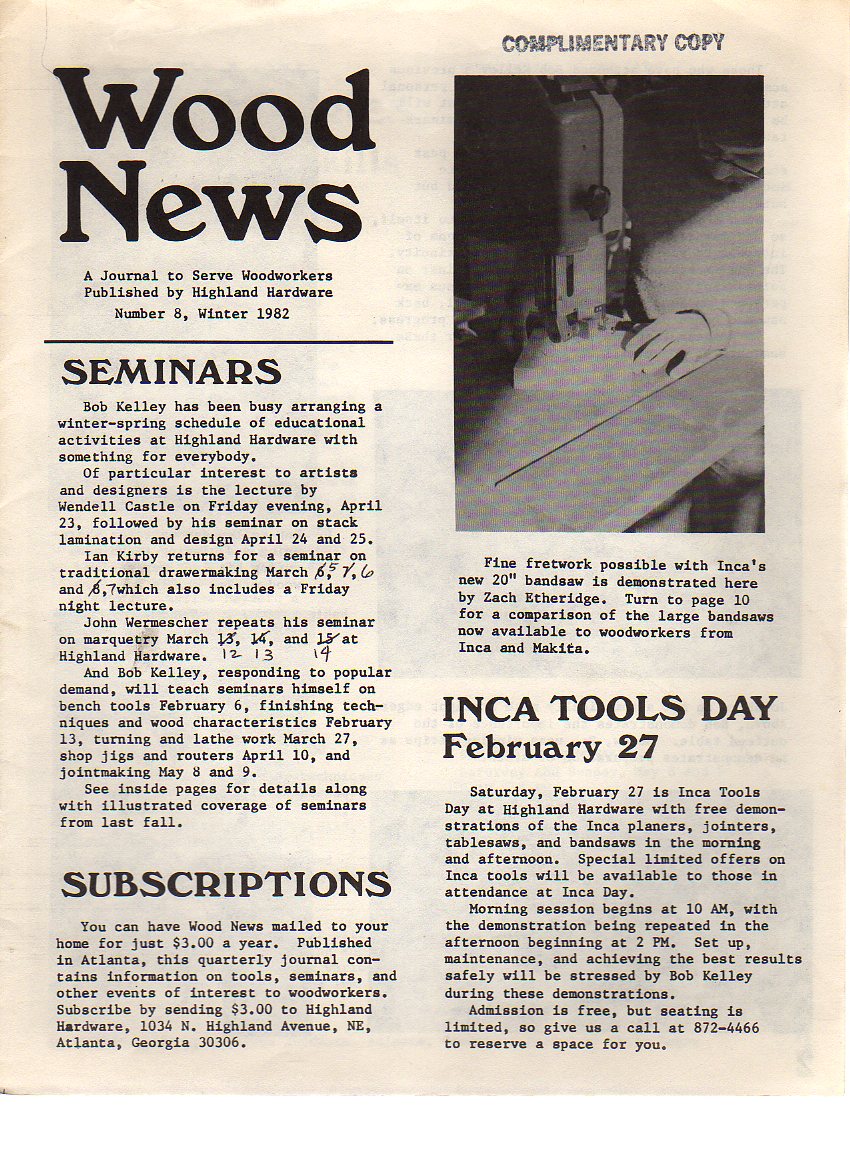 COMPLIMENTARY COPY
Wood
News
A Journal to Serve Woodworkers
Published by Highland Hardware
Number 8, Winter 1982
SEMINARS
Bob Kelley has been busy arranging a
winter-spring schedule of educational
activities at Highland Hardware with
something for everybody.
Of particular interest to artists
and designers is the lecture by
Wendell Castle on Friday evening, April
23, followed by his seminar on stack
lamination and design April 24 and 25.
Ian Kirby returns for a seminar on
traditional drawermaking March 6,5 7,6
and 8,7 which also includes a Friday
night lecture.
John Wermescher repeats his seminar
on marquetry March 13, 14, and 15 at
Highland Hardware. 12 13 14
And Bob Kelley, responding to popular
demand, will teach seminars himself on
bench tools February 6, finishing tech-
niques and wood characteristics February
13, turning and lathe work March 27,
shop jigs and routers April 10, and
jointmaking May 8 and 9.
See inside pages for details along
with illustrated coverage of seminars
from last fall.
SUBSCRIPTIONS
You can have Wood News mailed to your
home for just $3.00 a year. Published
in Atlanta, this quarterly journal con-
tains information on tools, seminars, and
other events of interest to woodworkers.
Subscribe by sending $3.00 to Highland
Hardware, 1034 N. Highland Avenue, NE,
Atlanta, Georgia 30306.
Fine fretwork possible with Inca's
new 20" bandsaw is demonstrated here
by Zach Etheridge. Turn to page 10
for a comparison of the large bandsaws
now available to woodworkers from
Inca and Makita.
INCA TOOLS DAY
February 27
Saturday, February 27 is Inca Tools
Day at Highland Hardware with free demon-
strations of the Inca planers, jointers,
tablesaws, and bandsaws in the morning
and afternoon. Special limited offers on
Inca tools will be available to those in
attendance at Inca Day.
Morning session begins at 10 AM, with
the demonstration being repeated in the
afternoon beginning at 2 PM. Set up,
maintenance, and achieving the best results
safely will be stressed by Bob Kelley
during these demonstrations.
Admission is free, but seating is
limited, so give us a call at 872-4466
to reserve a space for you.